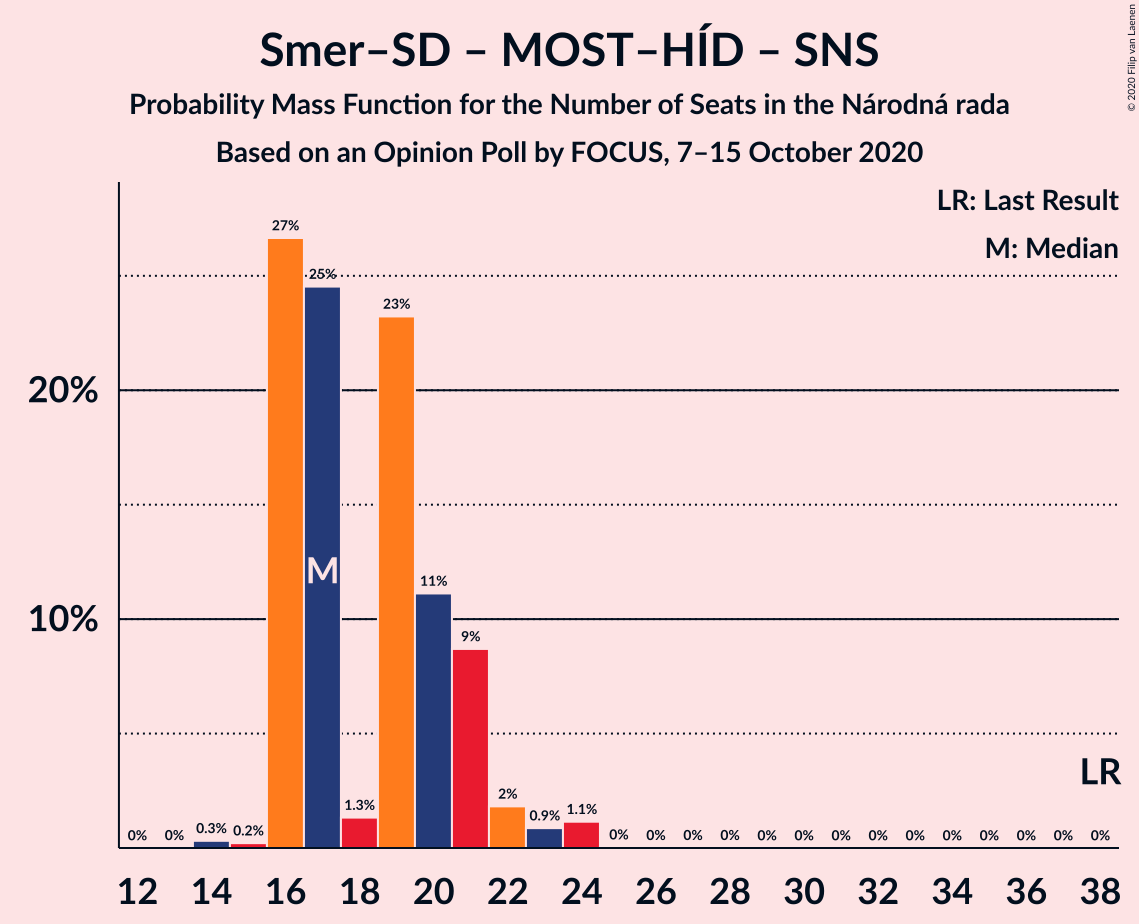 Smer–SD – MOST–HÍD – SNS
Probability Mass Function for the Number of Seats in the Národná rada
Based on an Opinion Poll by FOCUS, 7–15 October 2020
© 2020 Filip van Laenen
LR: Last Result
M: Median
20%
10%
27%
25%
23%
M
11%
9%
1.3%
2%
0.9%
1.1%
LR
0% 0% 0.3% 0.2% 0% 0% 0% 0% 0% 0% 0% 0% 0% 0% 0% 0% 0% 0%
12 14 16 18 20 22 24 26 28 30 32 34 36 38